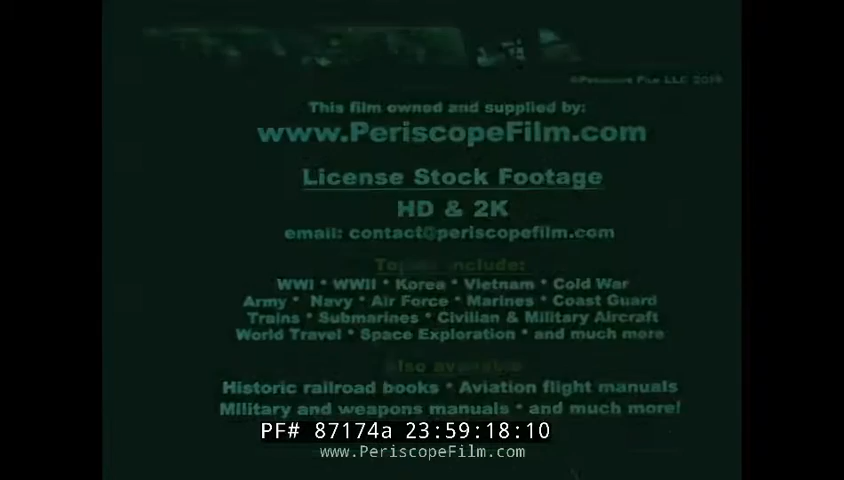 ©Periscope Film LLC 2018
This film owned and supplied by:
www.PeriscopeFilm.com
License Stock Footage
HD & 2K
email: contact@periscopefilm.com
Topics include:
WWI * WWII * Korea * Vietnam * Cold War
Army * Navy * Air Force * Marines * Coast Guard
Trains * Submarines * Civilian & Military Aircraft
World Travel * Space Exploration * and much more
Also available
Historic railroad books * Aviation flight manuals
Military and weapons manuals * and much more!
PF# 87174a 23:59:18:10
www.PeriscopeFilm.com